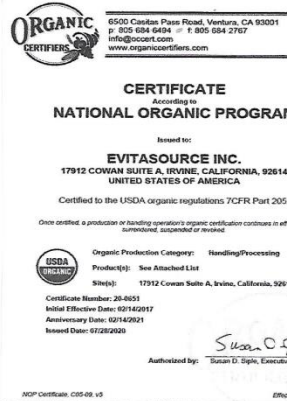 ORGANIC
CERTIFIERS
6500 Casitas Pass Road, Ventura, CA 93001
p: 805 684 6494 f: 805 684 2767
info@occert.com
www.organiccertifiers.com
CERTIFICATE
According to
NATIONAL ORGANIC PROGRAM
Issued to:
EVITASOURCE INC.
17912 COWAN SUITE A, IRVINE, CALIFORNIA, 92614
UNITED STATES OF AMERICA
Certified to the USDA organic regulations 7CFR Part 205
Once certified, a production or handling operation's organic certification continues in
surrendered, suspended or revoked
USDA
ORGANIC
Organic Production Category: Handling/Processing
Product(s): See Attached List
Site(s): 17912 Cowan Suite A, Irvine, California,
Certificate Number: 20-0651
Initial Effective Date: 02/14/2017
Anniversary Date: 02/14/2021
Issued Date: 07/28/2020
Authorized by: Susan D. Siple,
NOP Certificate, C05-09, v5